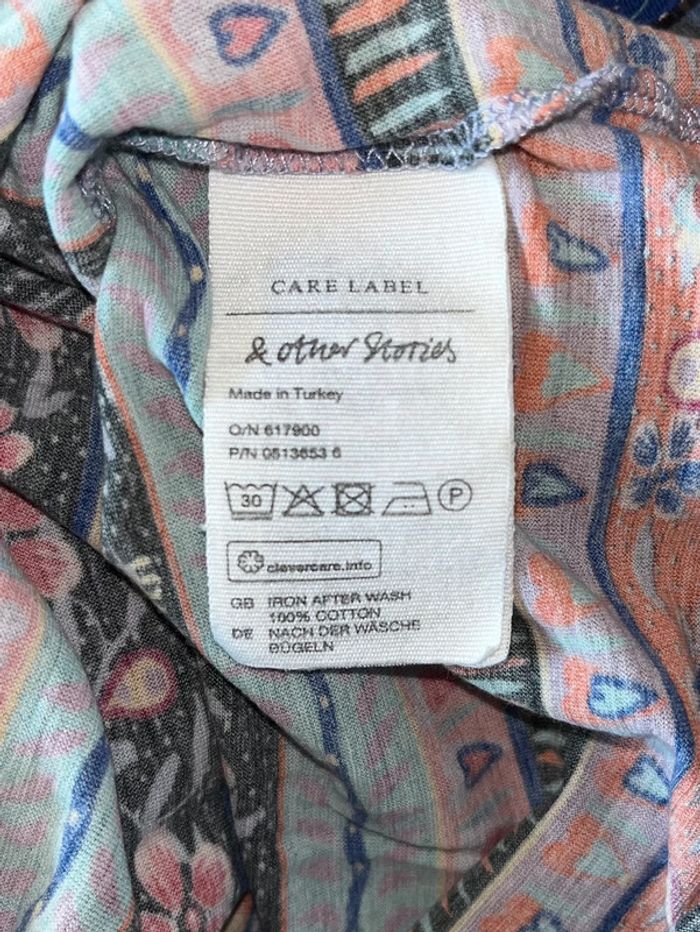 CARE LABEL
& other Stories
Made in Turkey
O/N 617900
P/N 0513653 6
30 P
clevercare.info
GB IRON AFTER WASH
100% COTTON
DE NACH DER WÄSCHE
BÜGELN